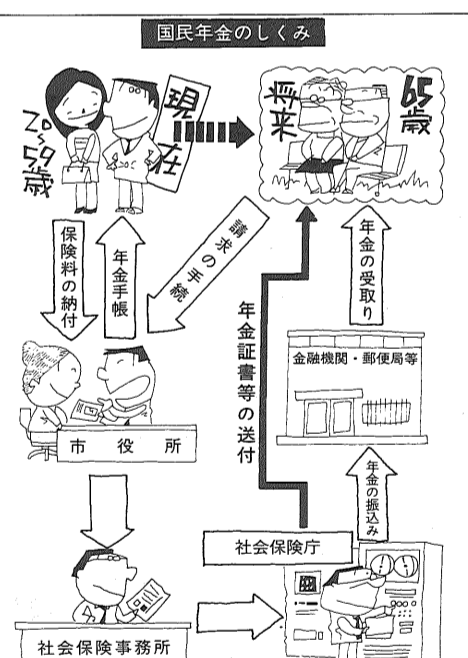 国民年金のしくみ
20〜59歳
現在
将来
65歳
保険料の納付
年金手帳
請求の手続
年金証書等の送付
年金の受取り
金融機関・郵便局等
市役所
年金の振込み
社会保険庁
社会保険事務所